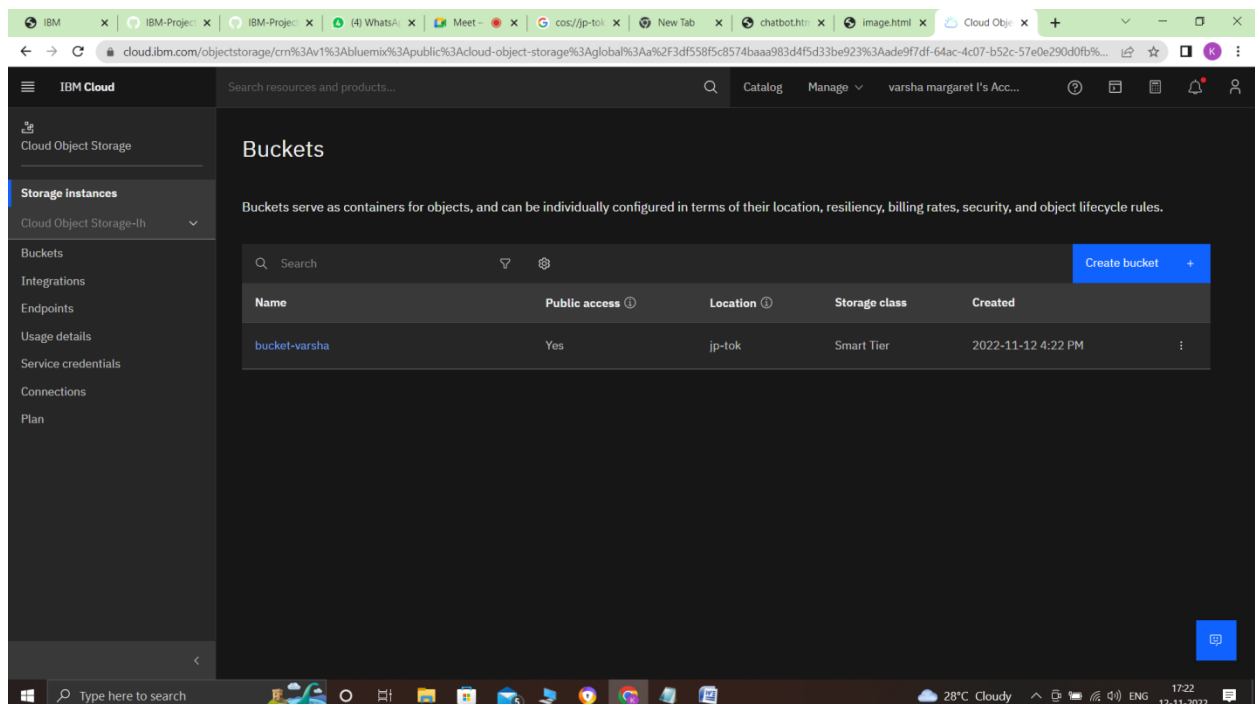 IBM
IBM-Project
IBM-Project
(4) WhatsA
Meet –
cos://jp-tok
New Tab
chatbot.htm
image.html
Cloud Obje
cloud.ibm.com/objectstorage/crn%3Av1%3Abluemix%3Apublic%3Acloud-object-storage%3Aglobal%3Aa%2F3df558f5c8574baaa983d4f5d33be923%3Aade9f7df-64ac-4c07-b52c-57e0e290d0fb%...
K
IBM Cloud
Search resources and products...
Catalog
Manage
varsha margaret l's Acc...
Cloud Object Storage
Storage instances
Cloud Object Storage-lh
Buckets
Integrations
Endpoints
Usage details
Service credentials
Connections
Plan
Buckets
Buckets serve as containers for objects, and can be individually configured in terms of their location, resiliency, billing rates, security, and object lifecycle rules.
Search
Create bucket +
Name Public access Location Storage class Created
bucket-varsha Yes jp-tok Smart Tier 2022-11-12 4:22 PM
Type here to search
28°C Cloudy
ENG
17:22
12-11-2022